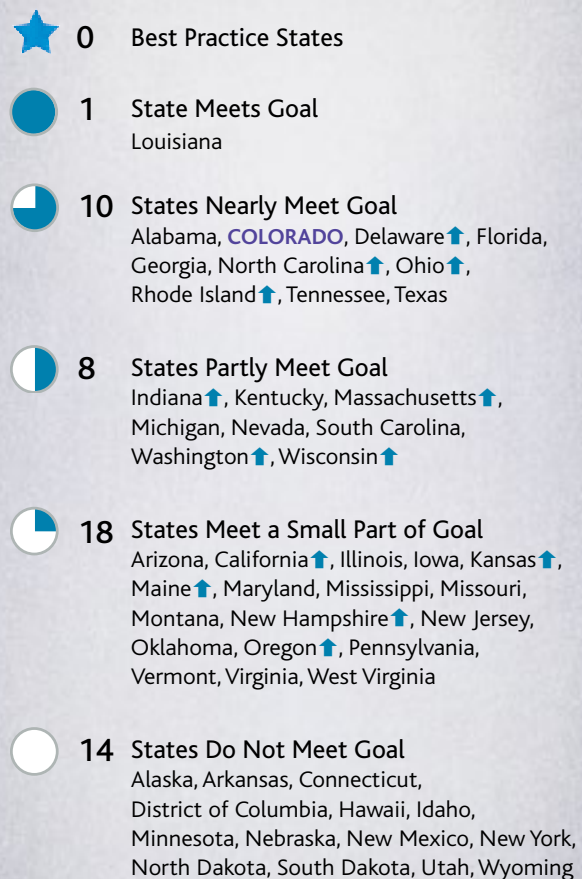 0 Best Practice States
1 State Meets Goal
Louisiana
10 States Nearly Meet Goal
Alabama, COLORADO, Delaware⬆, Florida,
Georgia, North Carolina⬆, Ohio⬆,
Rhode Island⬆, Tennessee, Texas
8 States Partly Meet Goal
Indiana⬆, Kentucky, Massachusetts⬆,
Michigan, Nevada, South Carolina,
Washington⬆, Wisconsin⬆
18 States Meet a Small Part of Goal
Arizona, California⬆, Illinois, Iowa, Kansas⬆,
Maine⬆, Maryland, Mississippi, Missouri,
Montana, New Hampshire⬆, New Jersey,
Oklahoma, Oregon⬆, Pennsylvania,
Vermont, Virginia, West Virginia
14 States Do Not Meet Goal
Alaska, Arkansas, Connecticut,
District of Columbia, Hawaii, Idaho,
Minnesota, Nebraska, New Mexico, New York,
North Dakota, South Dakota, Utah, Wyoming